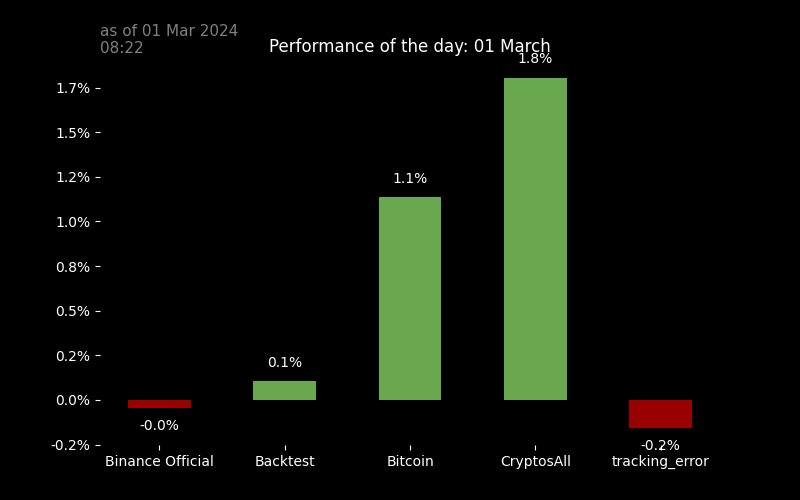 as of 01 Mar 2024
08:22
Performance of the day: 01 March
1.8%
1.7%
1.5%
1.2%
1.1%
1.0%
0.8%
0.5%
0.2%
0.1%
0.0%
-0.0%
-0.2%
-0.2%
Binance Official
Backtest
Bitcoin
CryptosAll
tracking_error